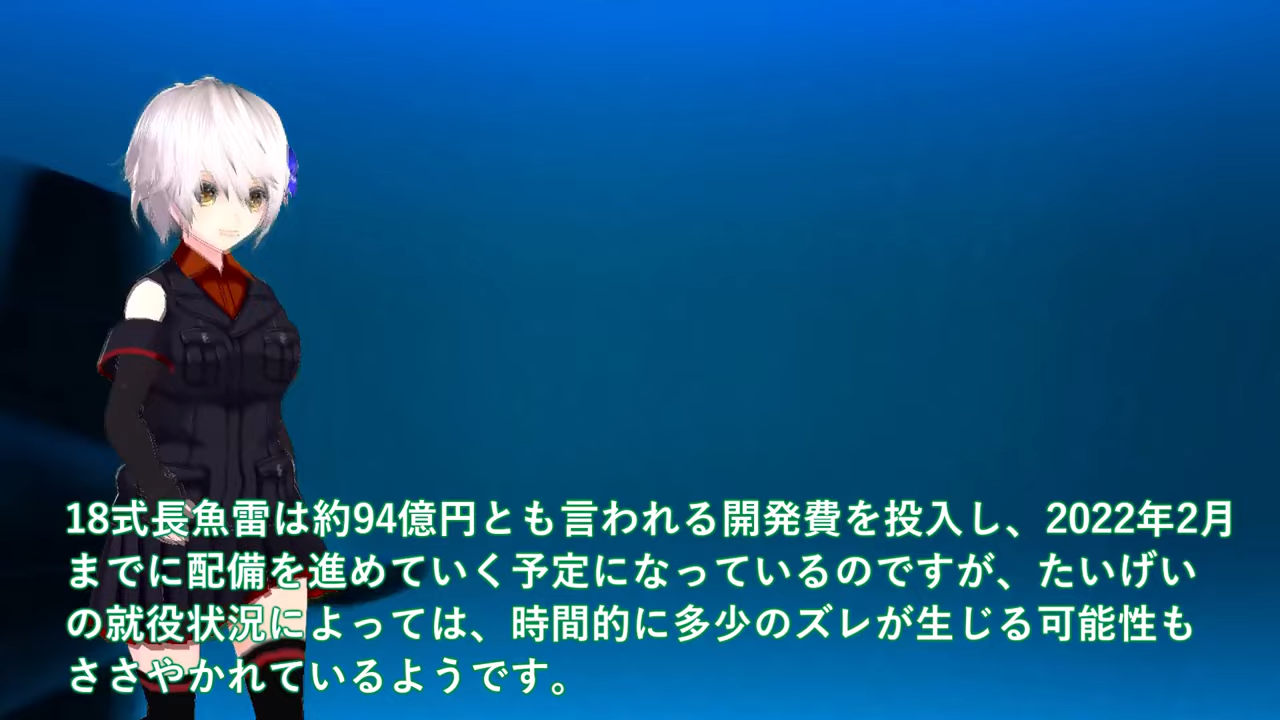 18式長魚雷は約94億円とも言われる開発費を投入し、2022年2月
までに配備を進めていく予定になっているのですが、たいげい
の就役状況によっては、時間的に多少のズレが生じる可能性も
ささやかれているようです。